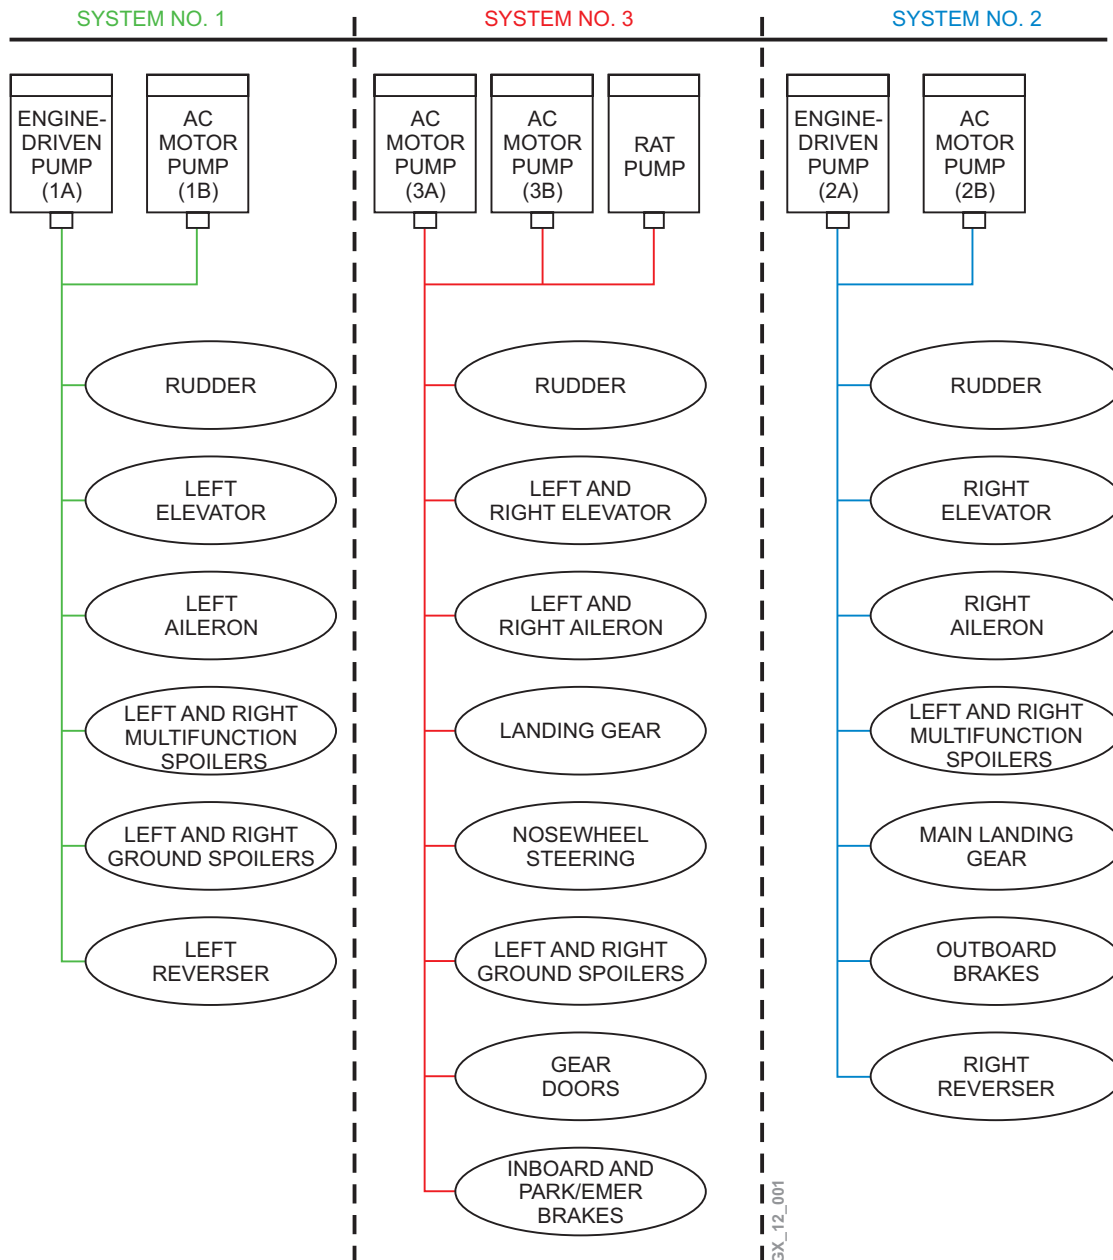 SYSTEM NO. 1
SYSTEM NO. 3
SYSTEM NO. 2
ENGINE-
DRIVEN
PUMP
(1A)
AC
MOTOR
PUMP
(1B)
AC
MOTOR
PUMP
(3A)
AC
MOTOR
PUMP
(3B)
RAT
PUMP
ENGINE-
DRIVEN
PUMP
(2A)
AC
MOTOR
PUMP
(2B)
RUDDER
LEFT
ELEVATOR
LEFT
AILERON
LEFT AND RIGHT
MULTIFUNCTION
SPOILERS
LEFT AND RIGHT
GROUND SPOILERS
LEFT
REVERSER
RUDDER
LEFT AND
RIGHT ELEVATOR
LEFT AND
RIGHT AILERON
LANDING GEAR
NOSEWHEEL
STEERING
LEFT AND RIGHT
GROUND SPOILERS
GEAR
DOORS
INBOARD AND
PARK/EMER
BRAKES
RUDDER
RIGHT
ELEVATOR
RIGHT
AILERON
LEFT AND RIGHT
MULTIFUNCTION
SPOILERS
MAIN LANDING
GEAR
OUTBOARD
BRAKES
RIGHT
REVERSER
GX_12_001